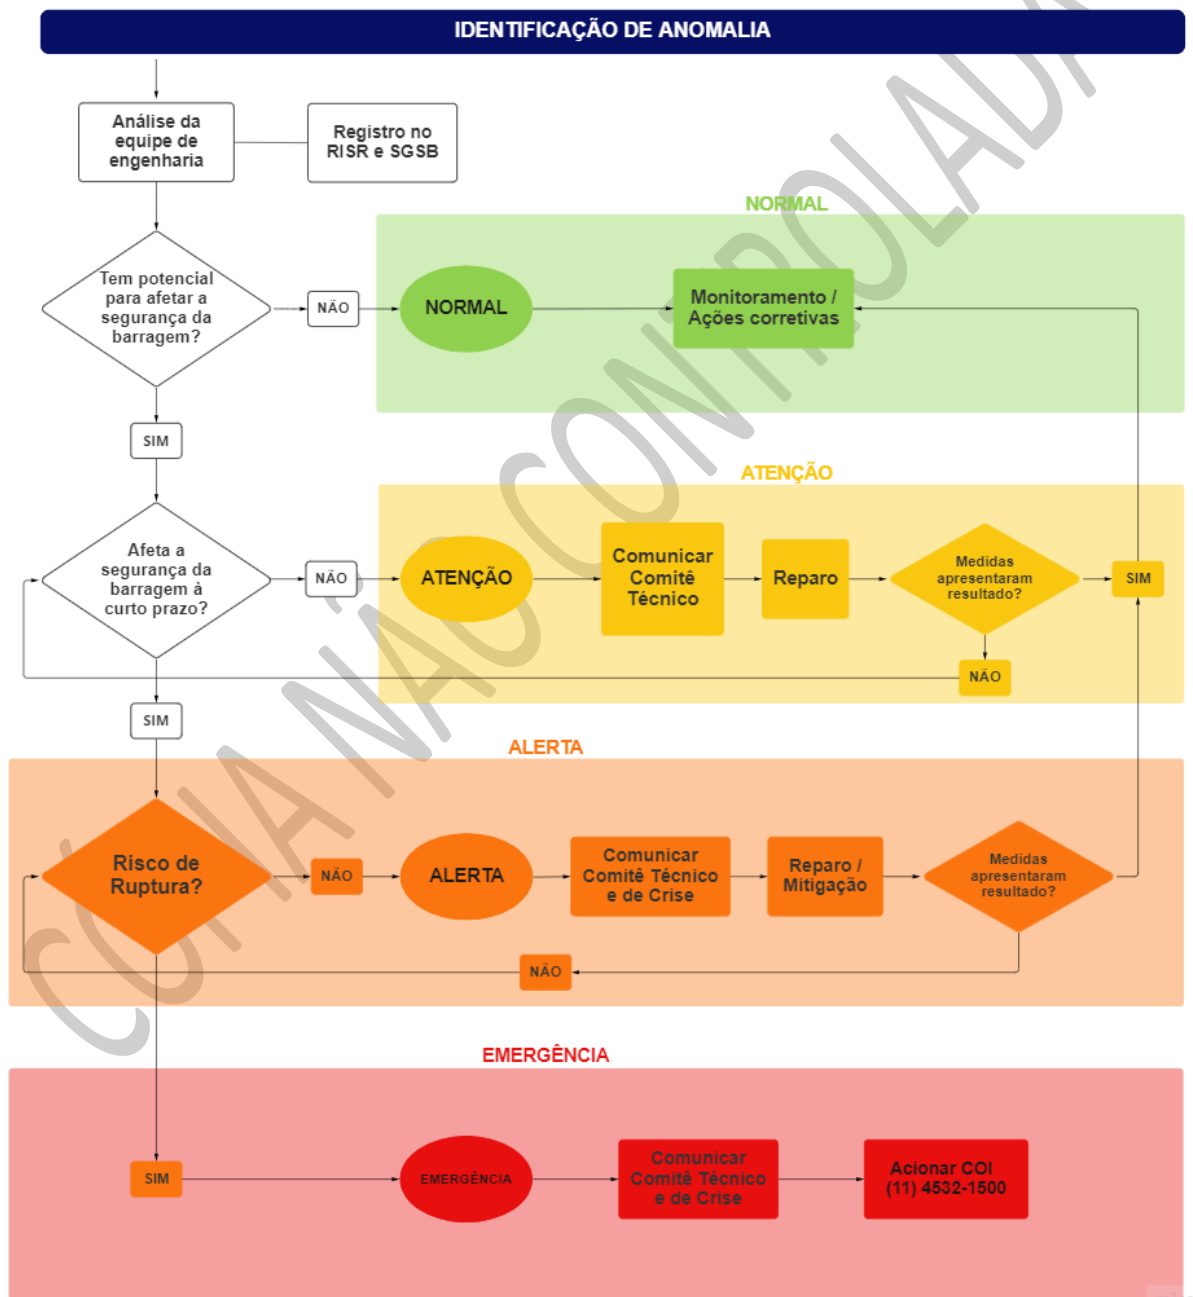 IDENTIFICAÇÃO DE ANOMALIA
Análise da
equipe de
engenharia
Registro no
RISR e SGSB
NORMAL
Tem potencial
para afetar a
segurança da
barragem?
NÃO
NORMAL
Monitoramento /
Ações corretivas
SIM
ATENÇÃO
Afeta a
segurança da
barragem à
curto prazo?
NÃO
ATENÇÃO
Comunicar
Comitê
Técnico
Reparo
Medidas
apresentaram
resultado?
SIM
NÃO
SIM
ALERTA
Risco de
Ruptura?
NÃO
ALERTA
Comunicar
Comitê Técnico
e de Crise
Reparo /
Mitigação
Medidas
apresentaram
resultado?
NÃO
EMERGÊNCIA
SIM
EMERGÊNCIA
Comunicar
Comitê Técnico
e de Crise
Acionar COI
(11) 4532-1500
CÓPIA NÃO CONTROLADA